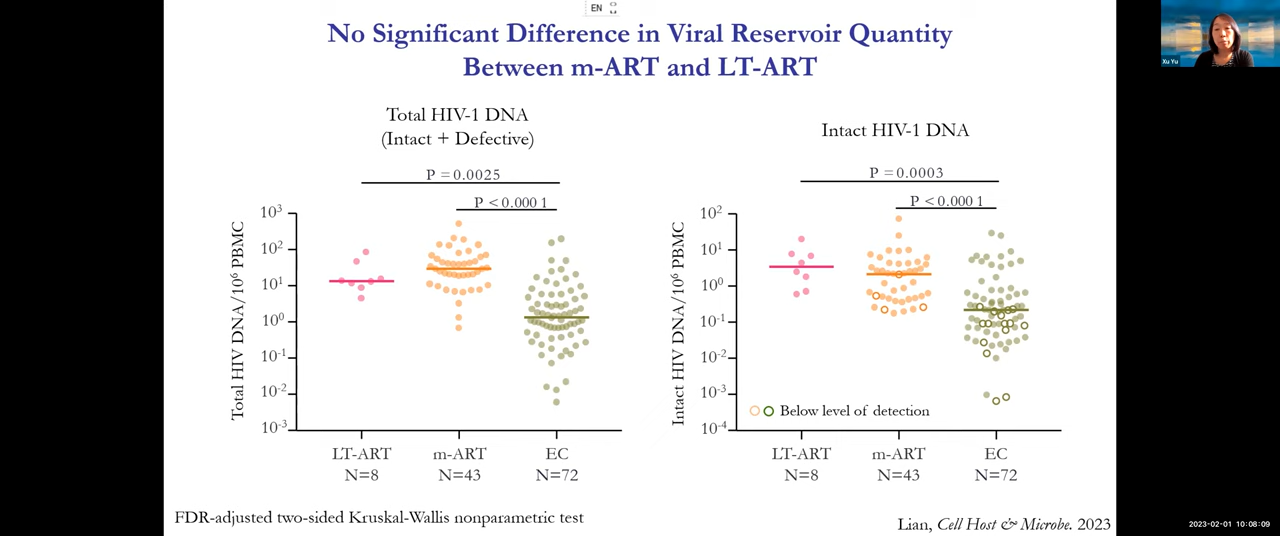 EN
No Significant Difference in Viral Reservoir Quantity
Between m-ART and LT-ART
Xu Yu
Total HIV-1 DNA
(Intact + Defective)
P = 0.0025
P < 0.000 1
Total HIV DNA/10⁶ PBMC
10³
10²
10¹
10⁰
10⁻¹
10⁻²
10⁻³
LT-ART
N=8
m-ART
N=43
EC
N=72
Intact HIV-1 DNA
P = 0.0003
P < 0.000 1
Intact HIV DNA/10⁶ PBMC
10²
10¹
10⁰
10⁻¹
10⁻²
10⁻³
10⁻⁴
Below level of detection
LT-ART
N=8
m-ART
N=43
EC
N=72
FDR-adjusted two-sided Kruskal-Wallis nonparametric test
Lian, Cell Host & Microbe. 2023
2023-02-01 10:08:09